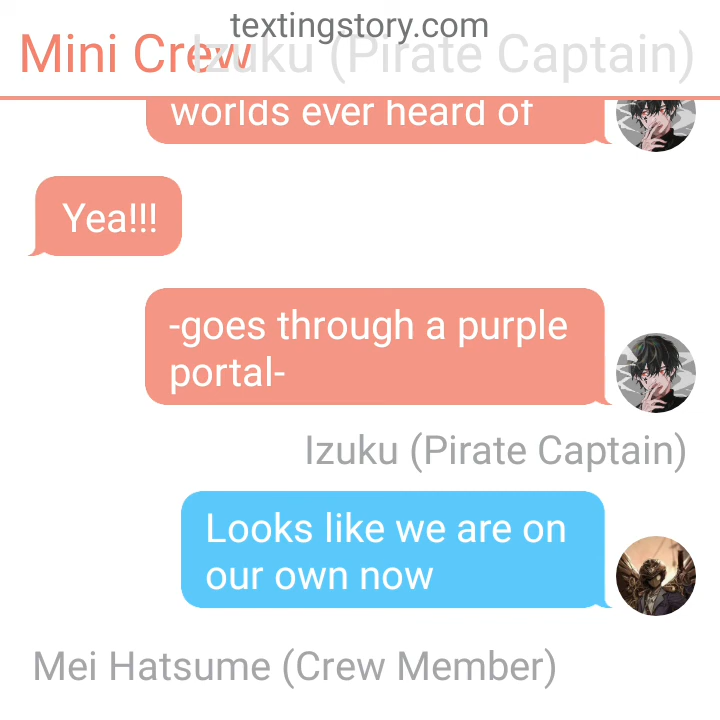 textingstory.com
Mini Crew
Izuku (Pirate Captain)
worlds ever heard of
Yea!!!
-goes through a purple
portal-
Izuku (Pirate Captain)
Looks like we are on
our own now
Mei Hatsume (Crew Member)